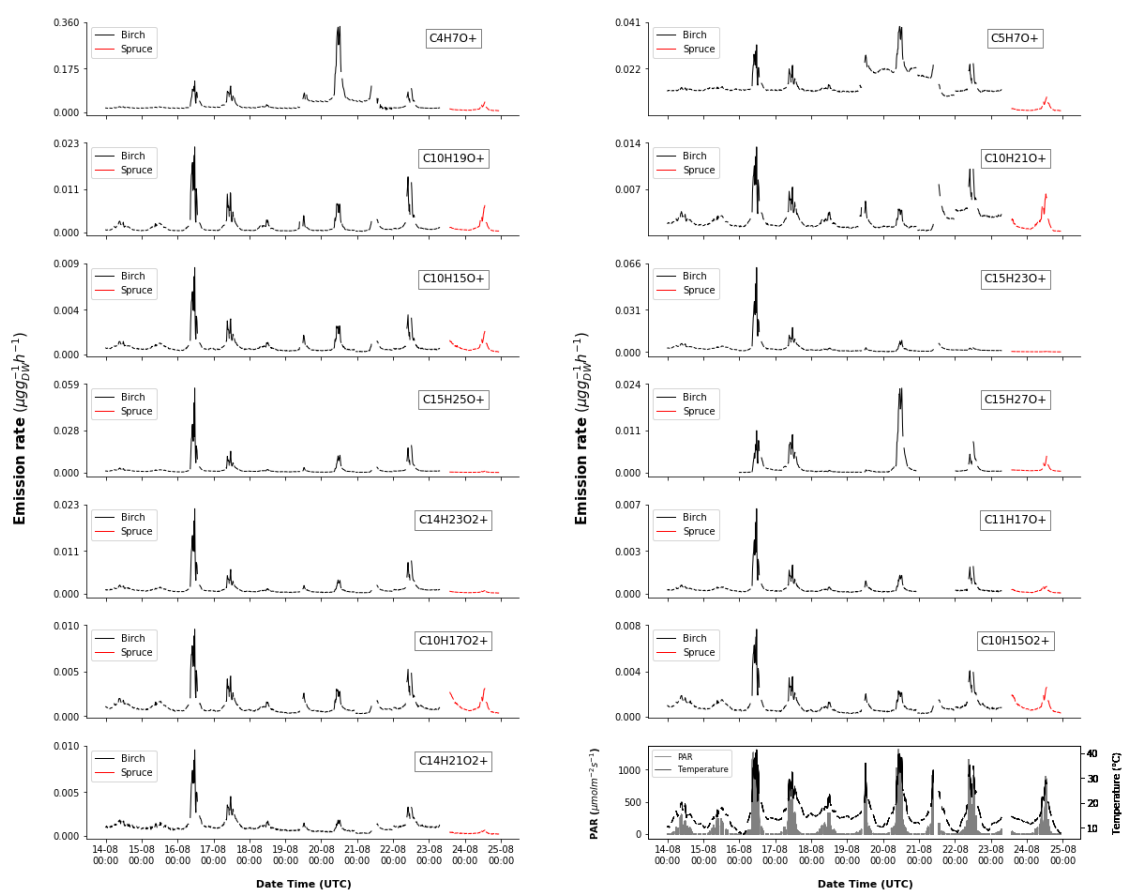 0.360
0.175
0.000
Birch
Spruce
C4H7O+
0.041
0.022
0.000
Birch
Spruce
C5H7O+
0.023
0.011
0.000
Birch
Spruce
C10H19O+
0.014
0.007
0.000
Birch
Spruce
C10H21O+
0.009
0.004
0.000
Birch
Spruce
C10H15O+
0.066
0.031
0.000
Birch
Spruce
C15H23O+
Emission rate (μgg⁻¹_DW h⁻¹)
Emission rate (μgg⁻¹_DW h⁻¹)
0.059
0.028
0.000
Birch
Spruce
C15H25O+
0.024
0.011
0.000
Birch
Spruce
C15H27O+
0.023
0.011
0.000
Birch
Spruce
C14H23O2+
0.007
0.003
0.000
Birch
Spruce
C11H17O+
0.010
0.005
0.000
Birch
Spruce
C10H17O2+
0.008
0.004
0.000
Birch
Spruce
C10H15O2+
0.010
0.005
0.000
Birch
Spruce
C14H21O2+
14-08 15-08 16-08 17-08 18-08 19-08 20-08 21-08 22-08 23-08 24-08 25-08
00:00 00:00 00:00 00:00 00:00 00:00 00:00 00:00 00:00 00:00 00:00 00:00
Date Time (UTC)
PAR (μmolm⁻²s⁻¹)
1000
500
0
PAR
Temperature
40
30
20
10
Temperature (°C)
14-08 15-08 16-08 17-08 18-08 19-08 20-08 21-08 22-08 23-08 24-08 25-08
00:00 00:00 00:00 00:00 00:00 00:00 00:00 00:00 00:00 00:00 00:00 00:00
Date Time (UTC)